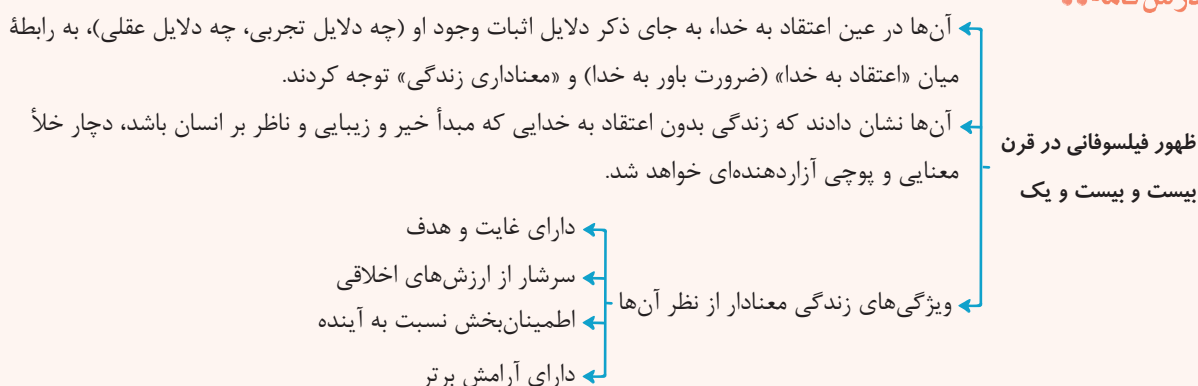 آن‌ها در عین اعتقاد به خدا، به جای ذکر دلایل اثبات وجود او (چه دلایل تجربی، چه دلایل عقلی)، به رابطهٔ
میان «اعتقاد به خدا» (ضرورت باور به خدا) و «معناداری زندگی» توجه کردند.
آن‌ها نشان دادند که زندگی بدون اعتقاد به خدایی که مبدأ خیر و زیبایی و ناظر بر انسان باشد، دچار خلأ
معنایی و پوچی آزاردهنده‌ای خواهد شد.
ظهور فیلسوفانی در قرن
بیست و بیست و یک
ویژگی‌های زندگی معنادار از نظر آن‌ها
دارای غایت و هدف
سرشار از ارزش‌های اخلاقی
اطمینان‌بخش نسبت به آینده
دارای آرامش برتر